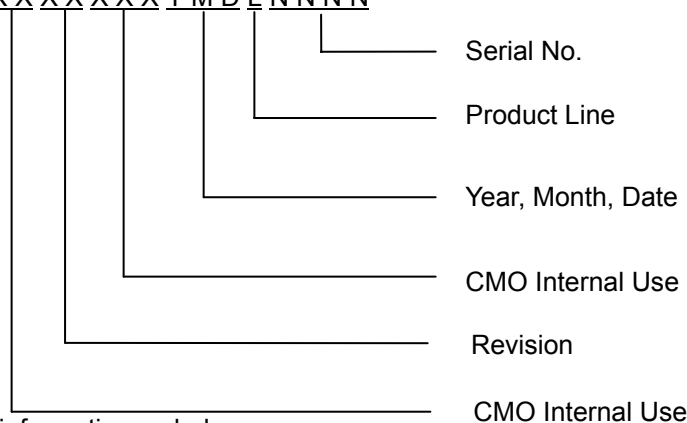 X X X X X X X Y M D L N N N N
Serial No.
Product Line
Year, Month, Date
CMO Internal Use
Revision
CMO Internal Use